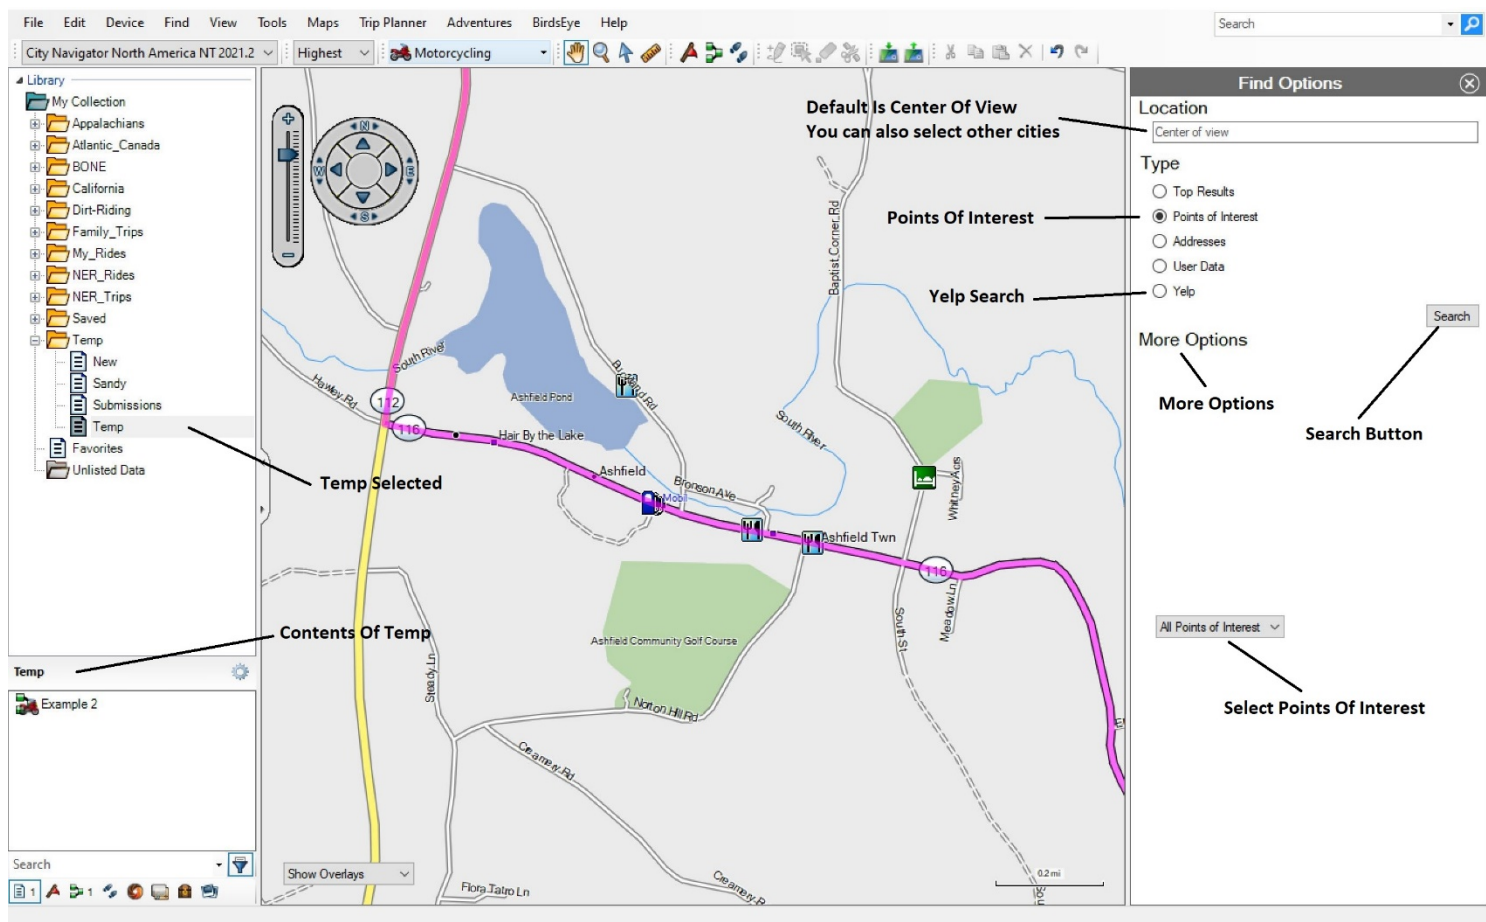 File Edit Device Find View Tools Maps Trip Planner Adventures BirdsEye Help
Search
City Navigator North America NT 2021.2
Highest
Motorcycling
Library
My Collection
Appalachians
Atlantic_Canada
BONE
California
Dirt-Riding
Family_Trips
My_Rides
NER_Rides
NER_Trips
Saved
Temp
New
Sandy
Submissions
Temp
Favorites
Unlisted Data
Temp Selected
Contents Of Temp
Temp
Example 2
Search
1
1
N
W
E
S
South River
Hawley Rd
112
116
Hair By the Lake
Ashfield Pond
Ashfield
Mobil
Bronson Ave
Baptist Corner Rd
South River
Whitney Acrs
Ashfield Twn
116
Meadow Ln
South St
Ashfield Community Golf Course
Steady Ln
Norton Hill Rd
Creamery Rd
Creamery R
Flora Tatro Ln
Show Overlays
0.2 mi
Default Is Center Of View
You can also select other cities
Points Of Interest
Yelp Search
Find Options
Location
Center of view
Type
Top Results
Points of Interest
Addresses
User Data
Yelp
Search
More Options
More Options
Search Button
All Points of Interest
Select Points Of Interest